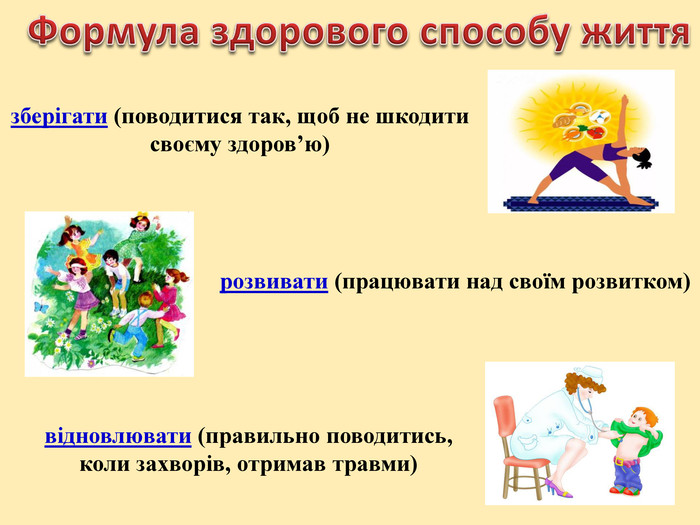 Формула здорового способу життя
зберігати (поводитися так, щоб не шкодити
своєму здоров’ю)
розвивати (працювати над своїм розвитком)
відновлювати (правильно поводитись,
коли захворів, отримав травми)